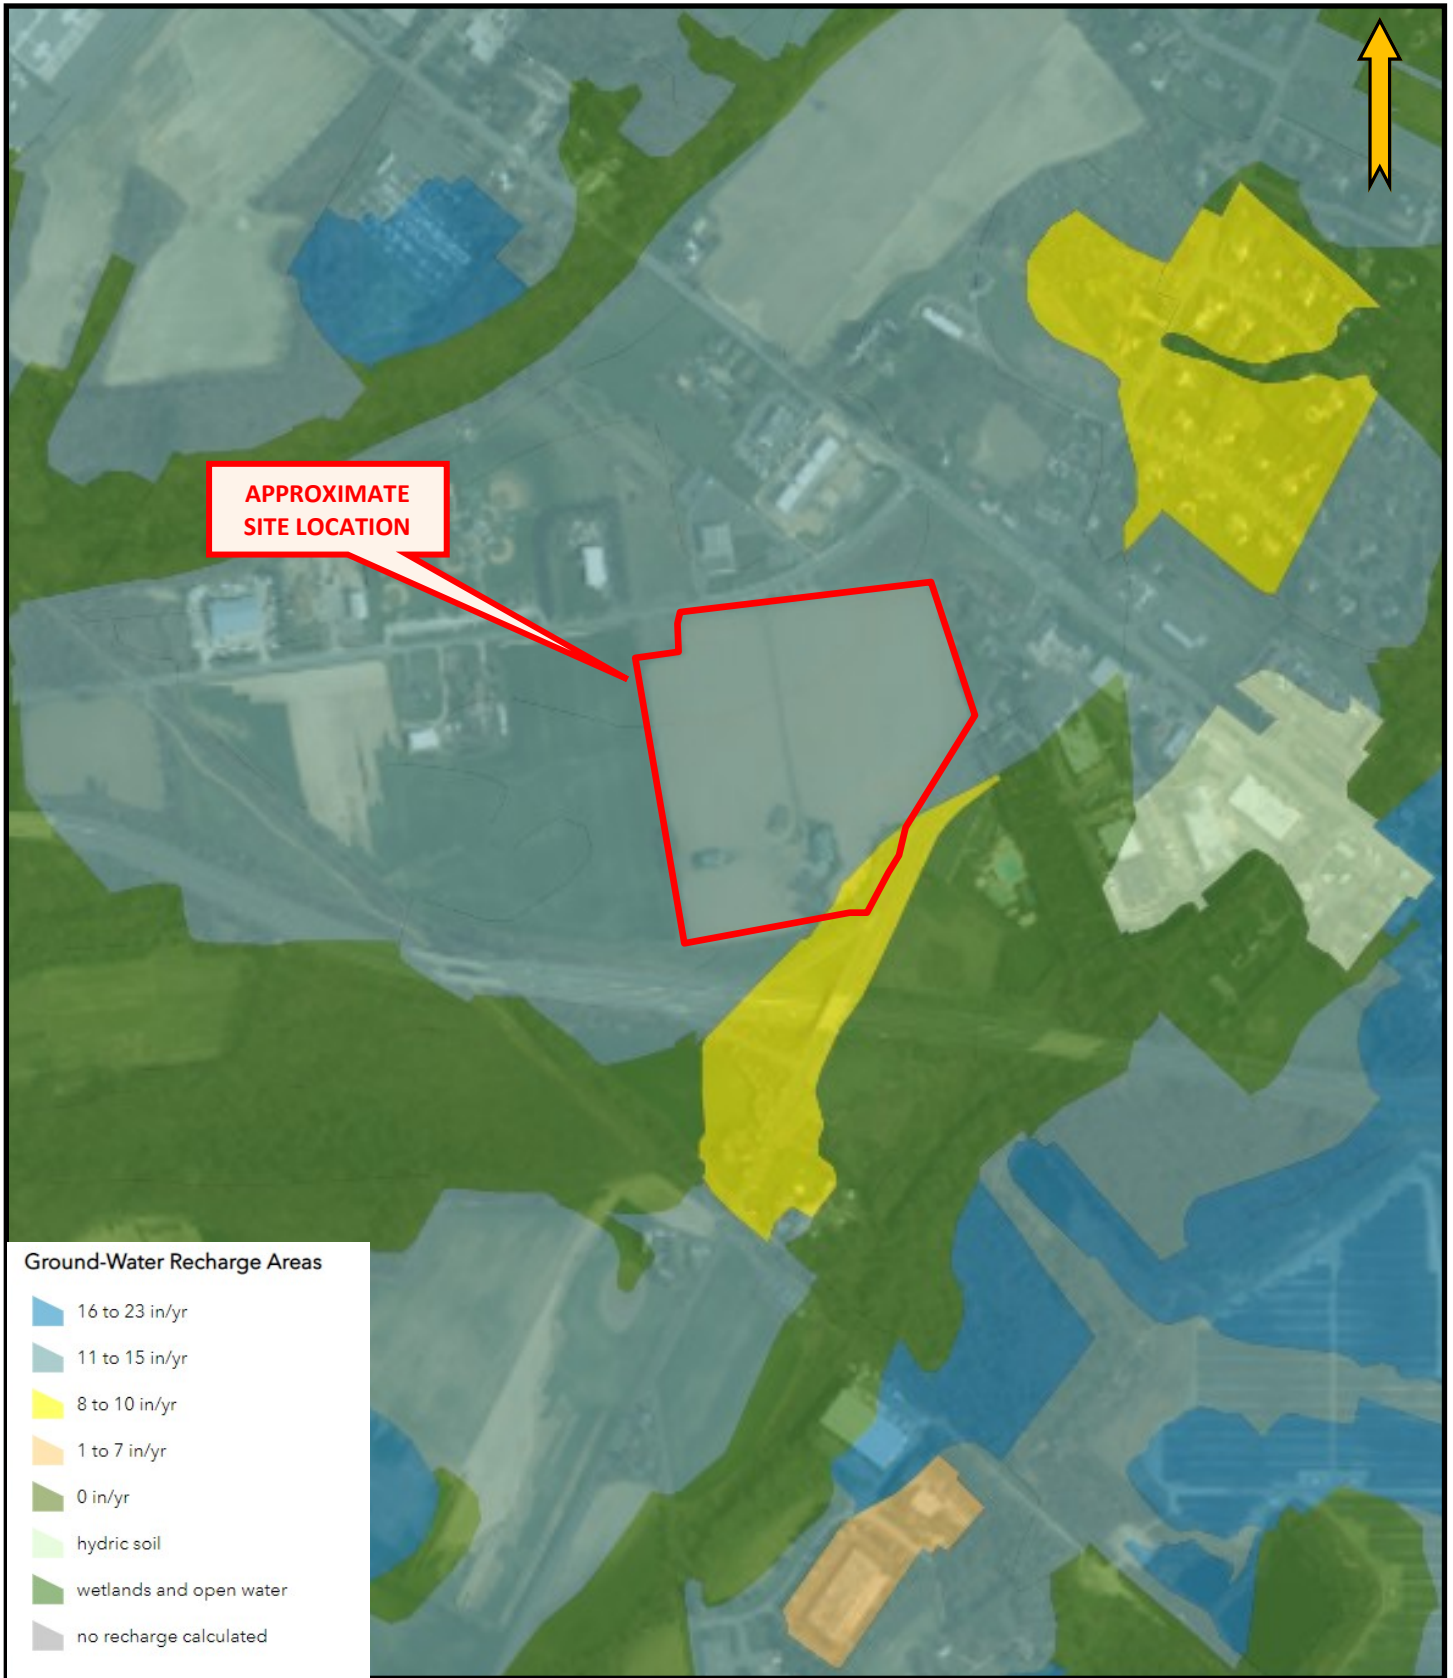 APPROXIMATE
SITE LOCATION
Ground-Water Recharge Areas
16 to 23 in/yr
11 to 15 in/yr
8 to 10 in/yr
1 to 7 in/yr
0 in/yr
hydric soil
wetlands and open water
no recharge calculated